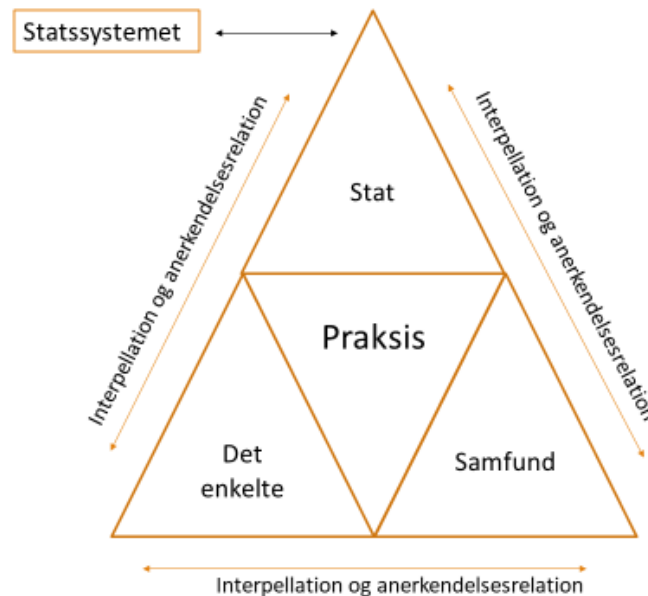 Statssystemet
Interpellation og anerkendelsesrelation
Interpellation og anerkendelsesrelation
Stat
Praksis
Det
enkelte
Samfund
Interpellation og anerkendelsesrelation